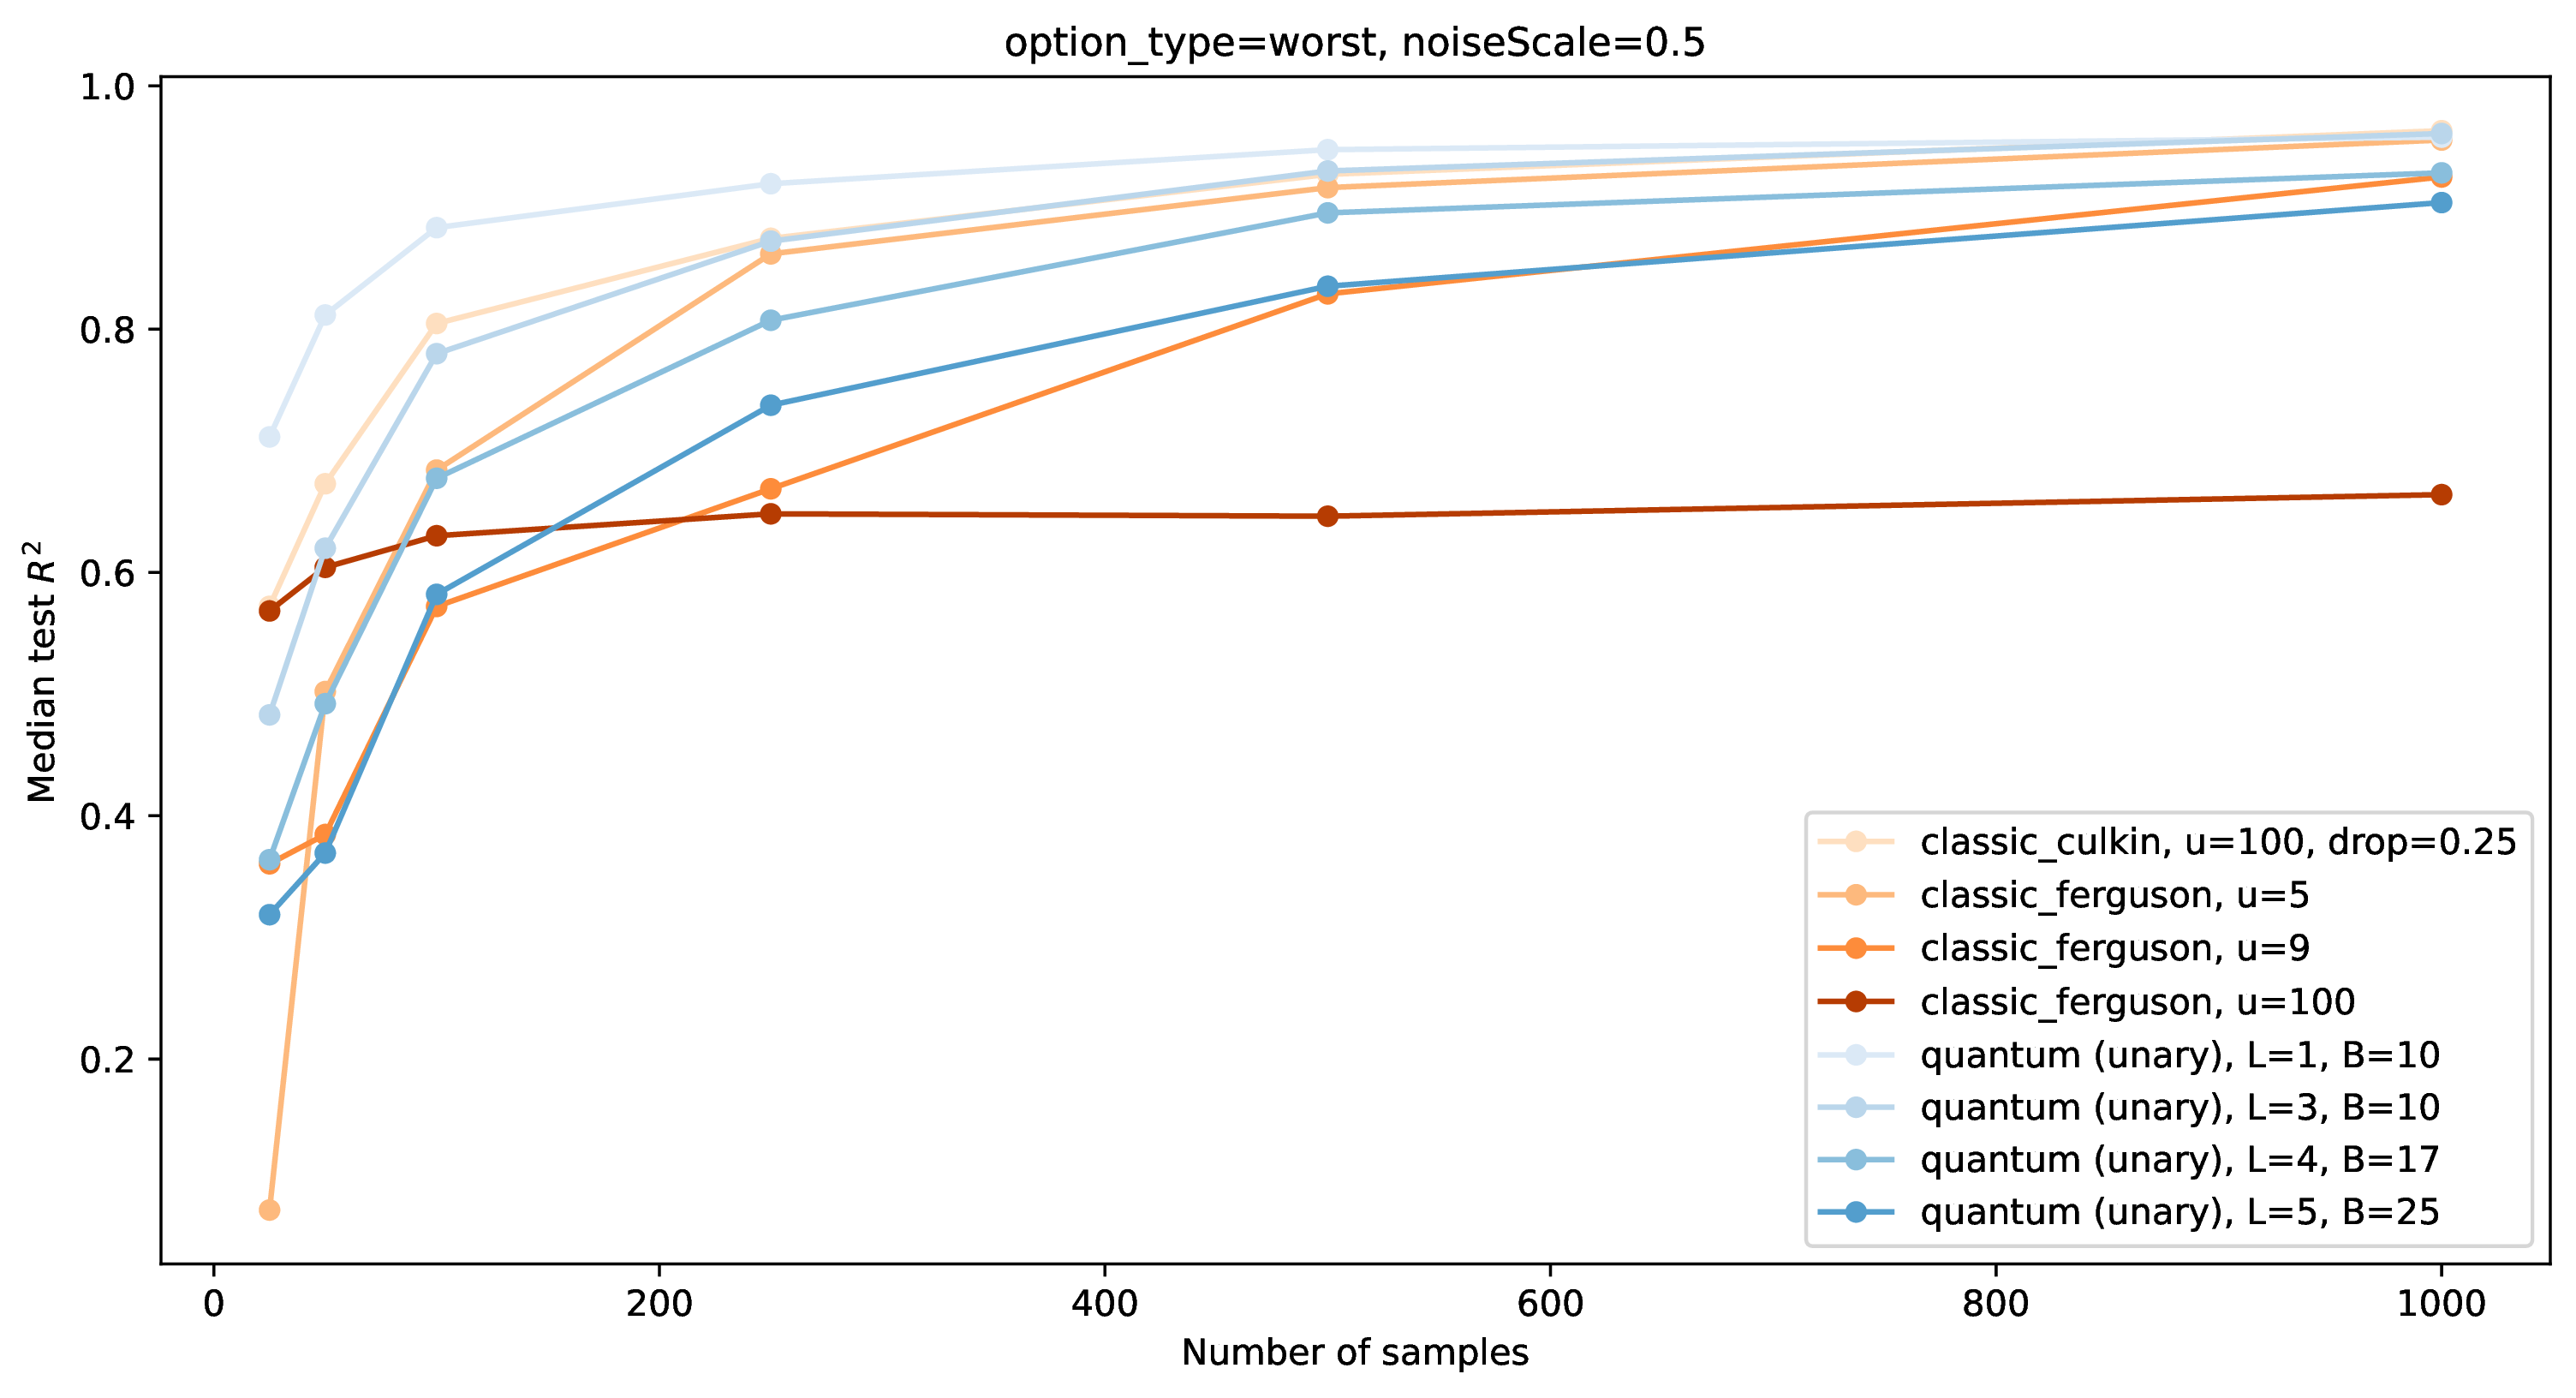 option_type=worst, noiseScale=0.5
1.0
0.8
0.6
0.4
0.2
Median test R²
0
200
400
600
800
1000
Number of samples
classic_culkin, u=100, drop=0.25
classic_ferguson, u=5
classic_ferguson, u=9
classic_ferguson, u=100
quantum (unary), L=1, B=10
quantum (unary), L=3, B=10
quantum (unary), L=4, B=17
quantum (unary), L=5, B=25